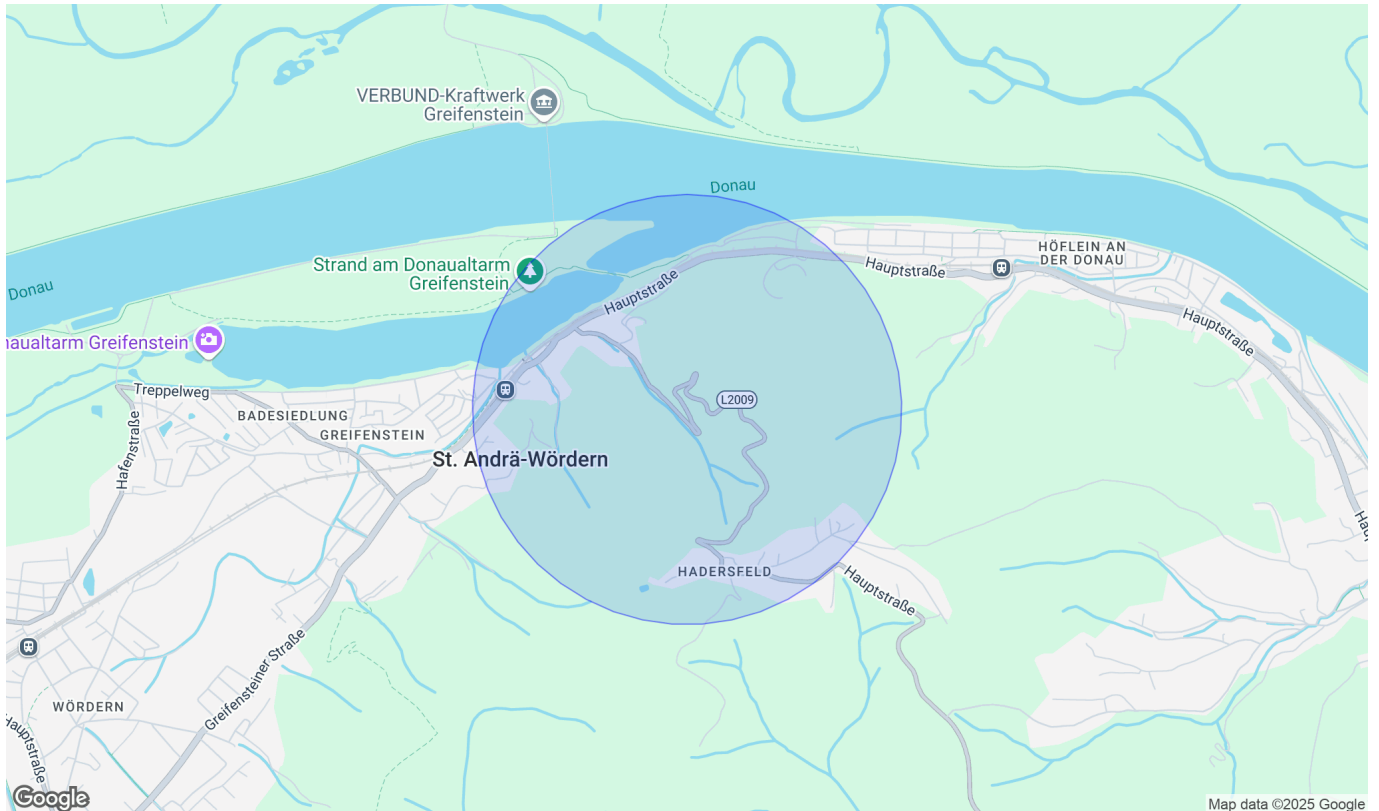 VERBUND-Kraftwerk
Greifenstein
Donau
Strand am Donaualtarm
Greifenstein
Hauptstraße
HÖFLEIN AN
DER DONAU
Donau
Hauptstraße
Hauptstraße
naualtarm Greifenstein
Treppelweg
BADESIEDLUNG
GREIFENSTEIN
L2009
Hafenstraße
St. Andrä-Wördern
HADERSFELD
Hauptstraße
Greifensteiner Straße
WÖRDERN
Hauptstraße
Google
Map data ©2025 Google